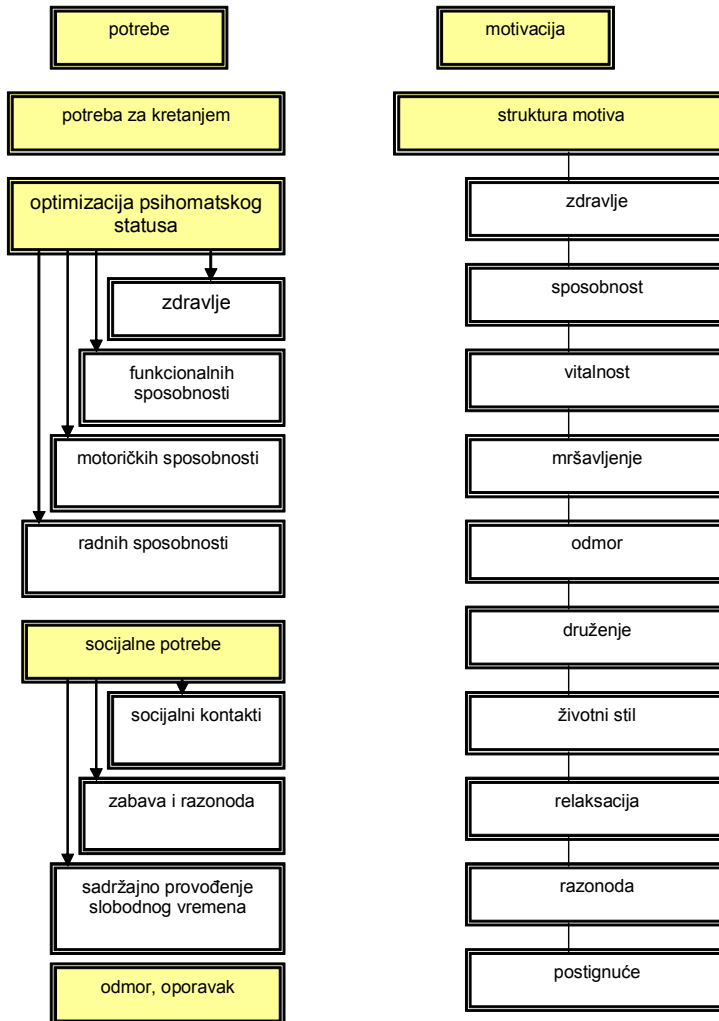 potrebe
potreba za kretanjem
optimizacija psihomatskog
statusa
zdravlje
funkcionalnih
sposobnosti
motoričkih sposobnosti
radnih sposobnosti
socijalne potrebe
socijalni kontakti
zabava i razonoda
sadržajno provođenje
slobodnog vremena
odmor, oporavak
motivacija
struktura motiva
zdravlje
sposobnost
vitalnost
mršavljenje
odmor
druženje
životni stil
relaksacija
razonoda
postignuće